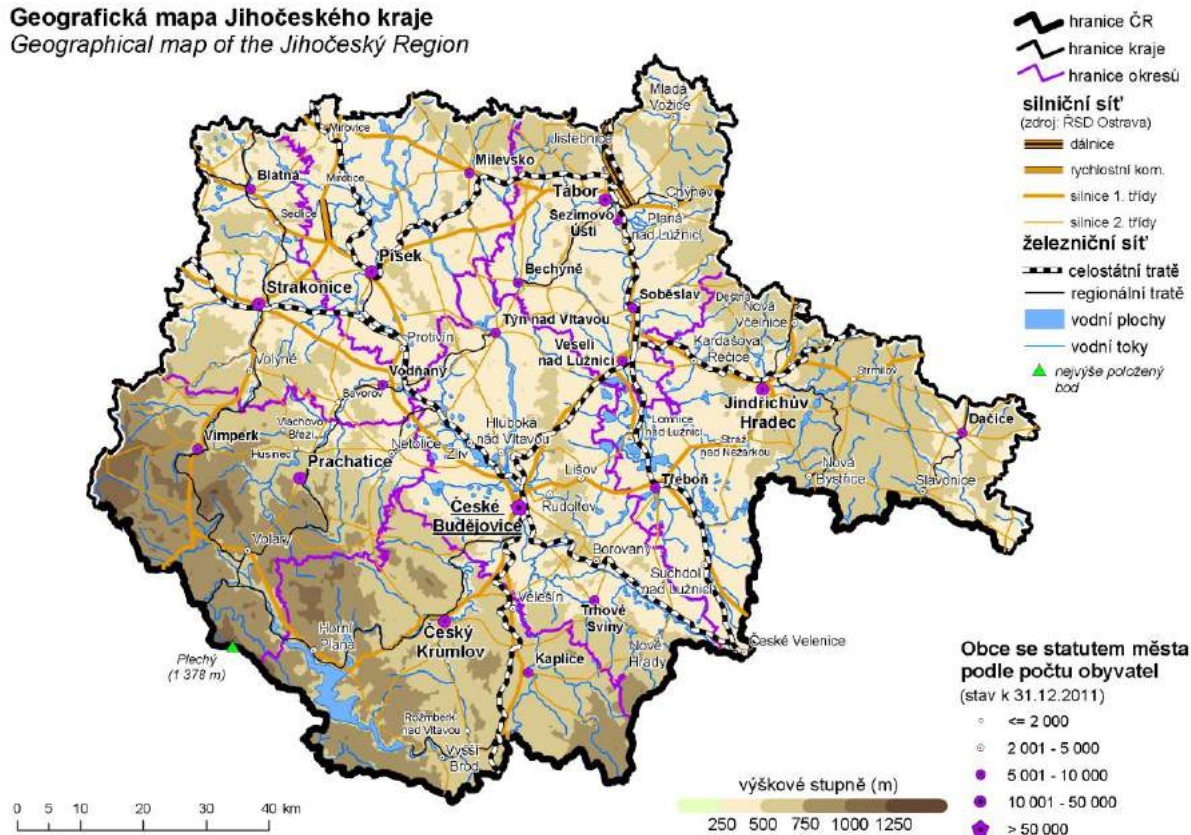 Geografická mapa Jihočeského kraje
Geographical map of the Jihočeský Region
hranice ČR
hranice kraje
hranice okresů
silniční síť
(zdroj: ŘSD Ostrava)
dálnice
rychlostní kom.
silnice 1. třídy
silnice 2. třídy
železniční síť
celostátní tratě
regionální tratě
vodní plochy
vodní toky
nejvýše položený
bod
Mladá
Vožice
Mirovice
Jistebnice
Milevsko
Blatná
Mirotice
Tábor
Chýnov
Sedlice
Sezimovo
Ústí
Planá
nad Lužnicí
Písek
Bechyně
Strakonice
Soběslav
Deštná
Nová
Včelnice
Týn nad Vltavou
Protivín
Veselí
nad Lužnicí
Kardašova
Řečice
Volyně
Strmilov
Vodňany
Bavorov
Jindřichův
Hradec
Vlachovo
Březí
Hluboká
nad Vltavou
Lomnice
nad Lužnicí
Dačice
Vimperk
Netolice
Zliv
Stráž
nad Nežárkou
Husinec
Prachatice
Lišov
Třeboň
Nová
Bystřice
Slavonice
České
Budějovice
Rudolfov
Volary
Borovany
Suchdol
nad Lužnicí
Velešín
Trhové
Sviny
Horní
Planá
Český
Krumlov
Nové
Hrady
České Velenice
Plechý
(1 378 m)
Kaplice
Rožmberk
nad Vltavou
Vyšší
Brod
Obce se statutem města
podle počtu obyvatel
(stav k 31.12.2011)
<= 2 000
2 001 - 5 000
5 001 - 10 000
10 001 - 50 000
> 50 000
výškové stupně (m)
250 500 750 1000 1250
0 5 10 20 30 40 km